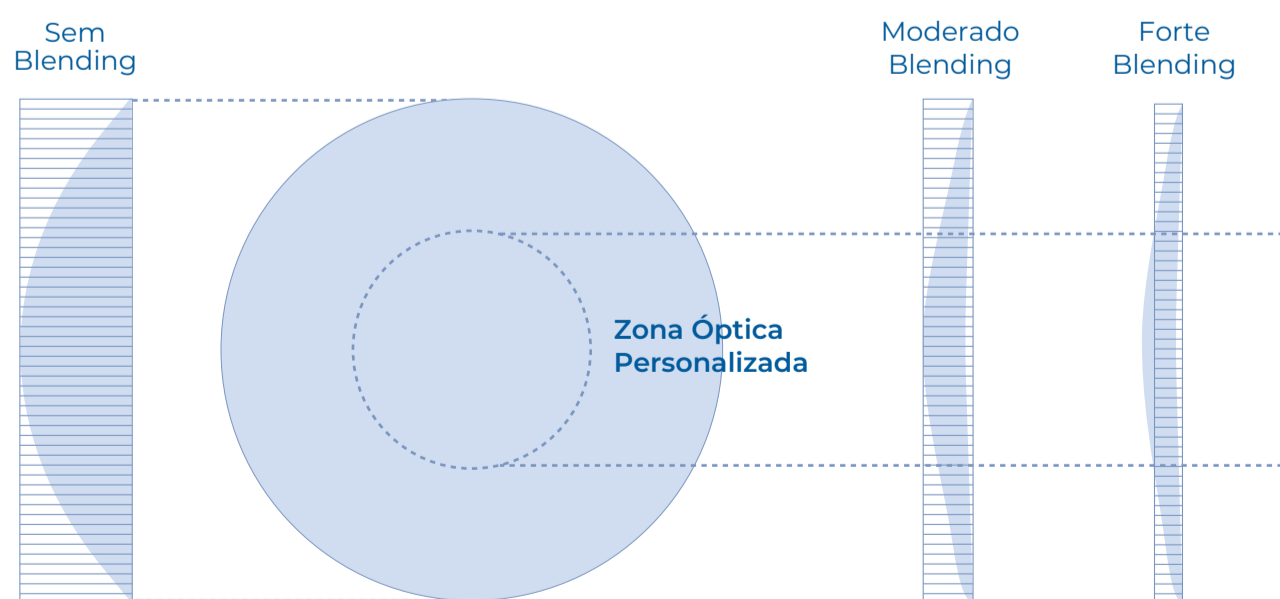 Sem
Blending
Moderado
Blending
Forte
Blending
Zona Óptica
Personalizada